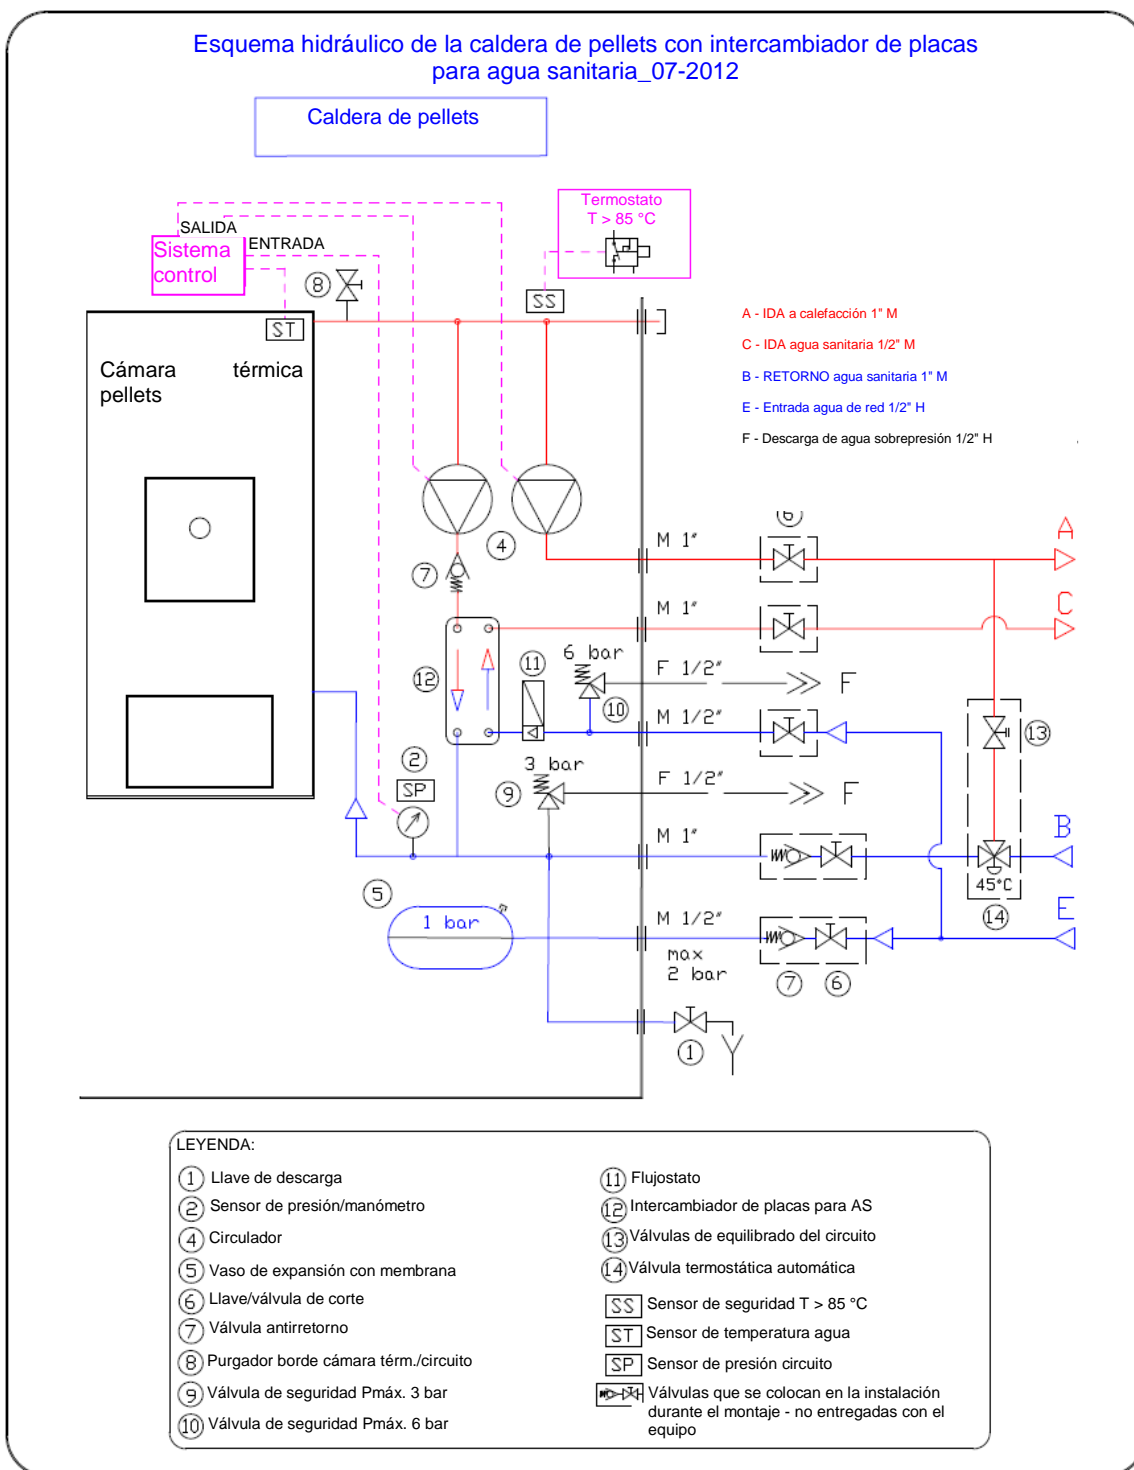 Esquema hidráulico de la caldera de pellets con intercambiador de placas
para agua sanitaria_07-2012
Caldera de pellets
Termostato
T > 85 °C
SALIDA
ENTRADA
Sistema
control
8
SS
ST
Cámara térmica
pellets
A - IDA a calefacción 1" M
C - IDA agua sanitaria 1/2" M
B - RETORNO agua sanitaria 1" M
E - Entrada agua de red 1/2" H
F - Descarga de agua sobrepresión 1/2" H
6
A
4
M 1"
7
C
M 1"
6 bar
11
F 1/2"
12
F
10
M 1/2"
13
2
3 bar
F 1/2"
SP
9
F
B
M 1"
45°C
5
14
E
1 bar
M 1/2"
max
2 bar
7
6
1
LEYENDA:
1 Llave de descarga
2 Sensor de presión/manómetro
4 Circulador
5 Vaso de expansión con membrana
6 Llave/válvula de corte
7 Válvula antirretorno
8 Purgador borde cámara térm./circuito
9 Válvula de seguridad Pmáx. 3 bar
10 Válvula de seguridad Pmáx. 6 bar
11 Flujostato
12 Intercambiador de placas para AS
13 Válvulas de equilibrado del circuito
14 Válvula termostática automática
SS Sensor de seguridad T > 85 °C
ST Sensor de temperatura agua
SP Sensor de presión circuito
Válvulas que se colocan en la instalación
durante el montaje - no entregadas con el
equipo